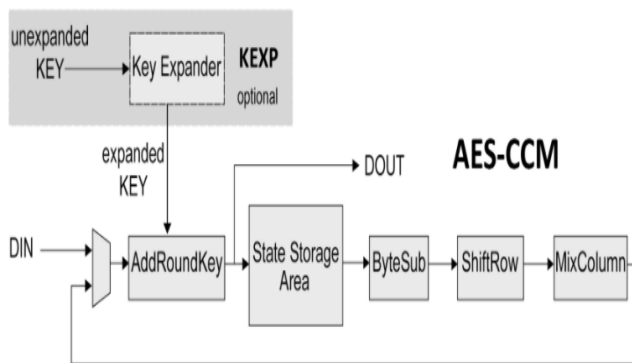 unexpanded
KEY
Key Expander
KEXP
optional
expanded
KEY
DOUT
AES-CCM
DIN
AddRoundKey
State Storage
Area
ByteSub
ShiftRow
MixColumn